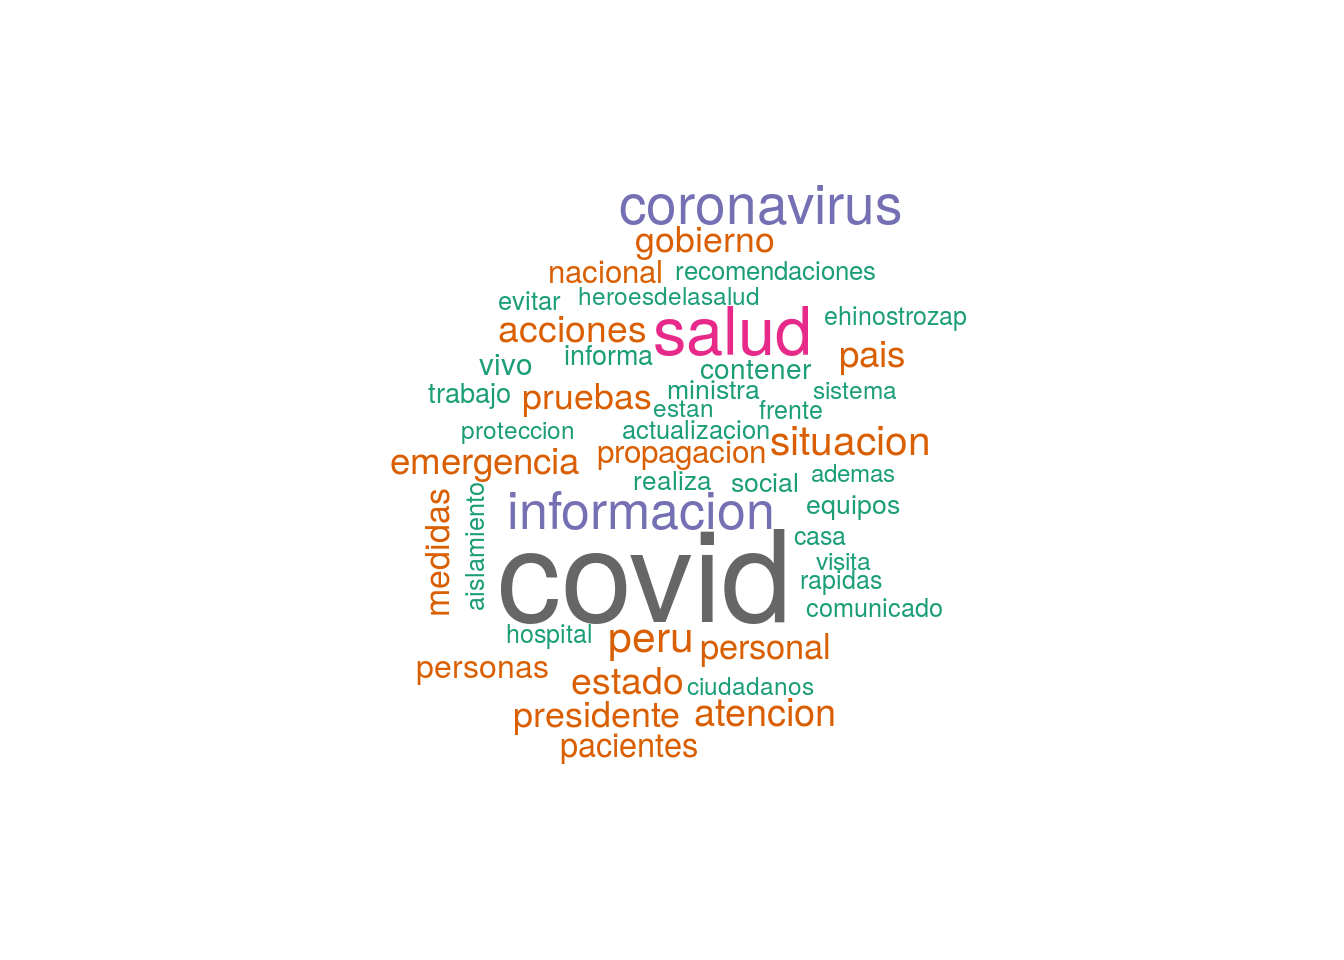 coronavirus
gobierno
nacional
recomendaciones
evitar
heroesdelasalud
acciones
salud
ehinostrozap
vivo
informa
contener
pais
trabajo
pruebas
ministra
sistema
estan
frente
proteccion
actualizacion
situacion
emergencia
propagacion
realiza
social
ademas
medidas
aislamiento
informacion
equipos
covid
casa
visita
rapidas
comunicado
hospital
peru
personal
personas
estado
ciudadanos
presidente
atencion
pacientes